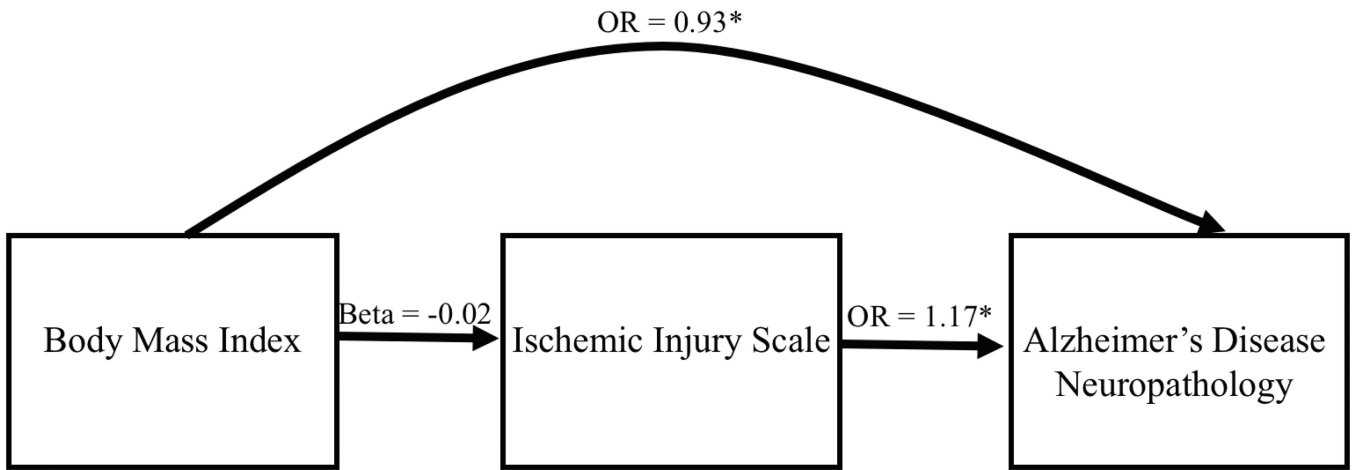 OR = 0.93*
Beta = -0.02
OR = 1.17*
Body Mass Index
Ischemic Injury Scale
Alzheimer’s Disease
Neuropathology